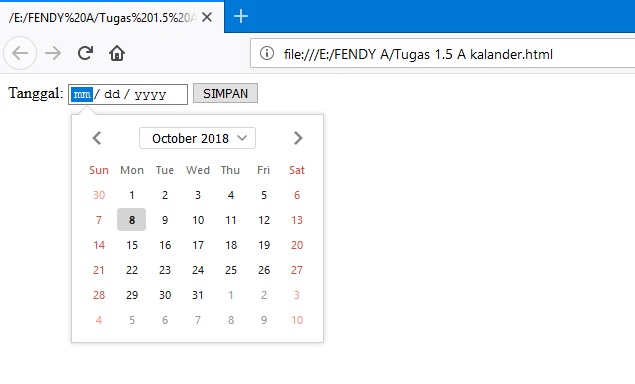 /E:/FENDY%20A/Tugas%201.5%20A
file:///E:/FENDY A/Tugas 1.5 A kalander.html
Tanggal: mm / dd / yyyy SIMPAN
October 2018
Sun Mon Tue Wed Thu Fri Sat
30 1 2 3 4 5 6
7 8 9 10 11 12 13
14 15 16 17 18 19 20
21 22 23 24 25 26 27
28 29 30 31 1 2 3
4 5 6 7 8 9 10